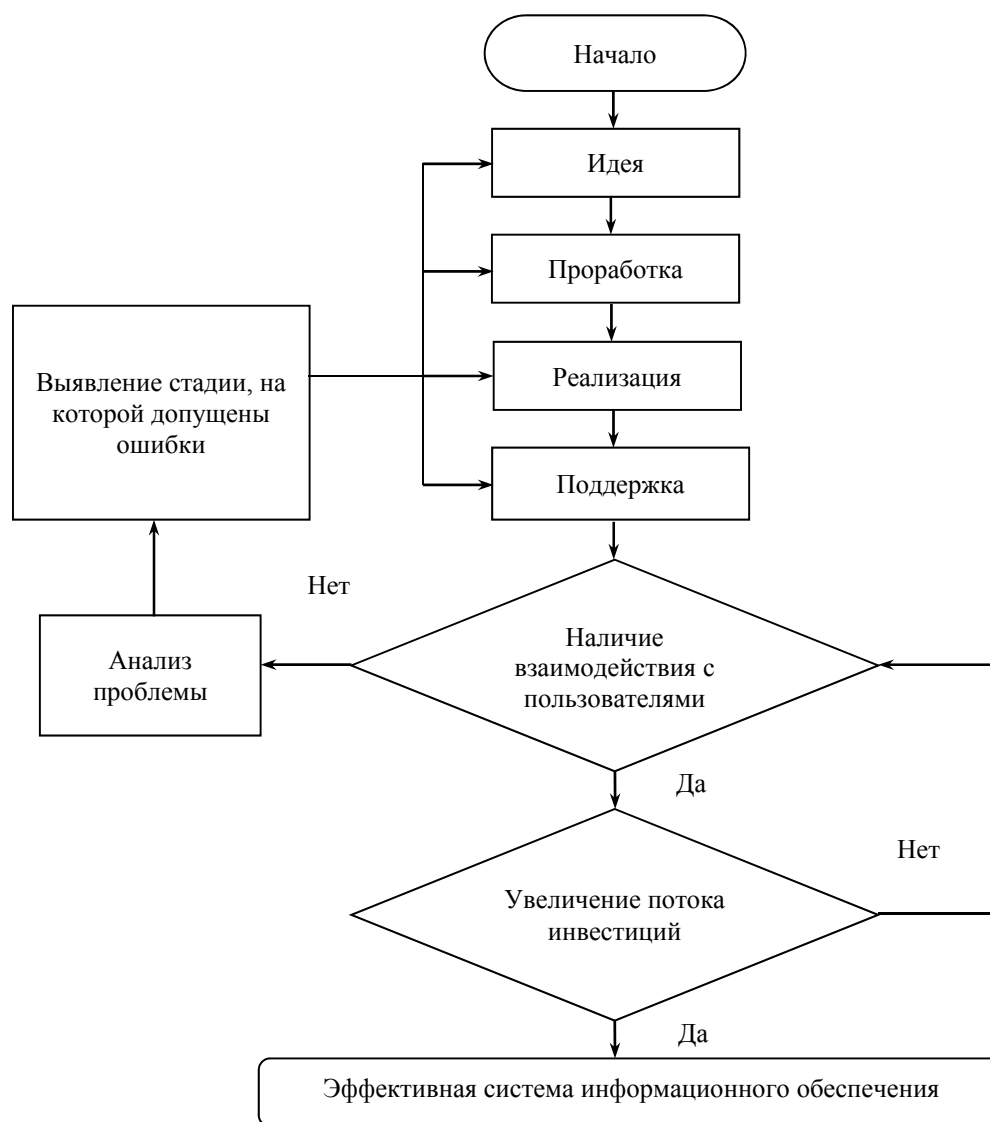 Начало
Идея
Проработка
Реализация
Поддержка
Выявление стадии, на
которой допущены
ошибки
Нет
Анализ
проблемы
Наличие
взаимодействия с
пользователями
Да
Нет
Увеличение потока
инвестиций
Да
Эффективная система информационного обеспечения